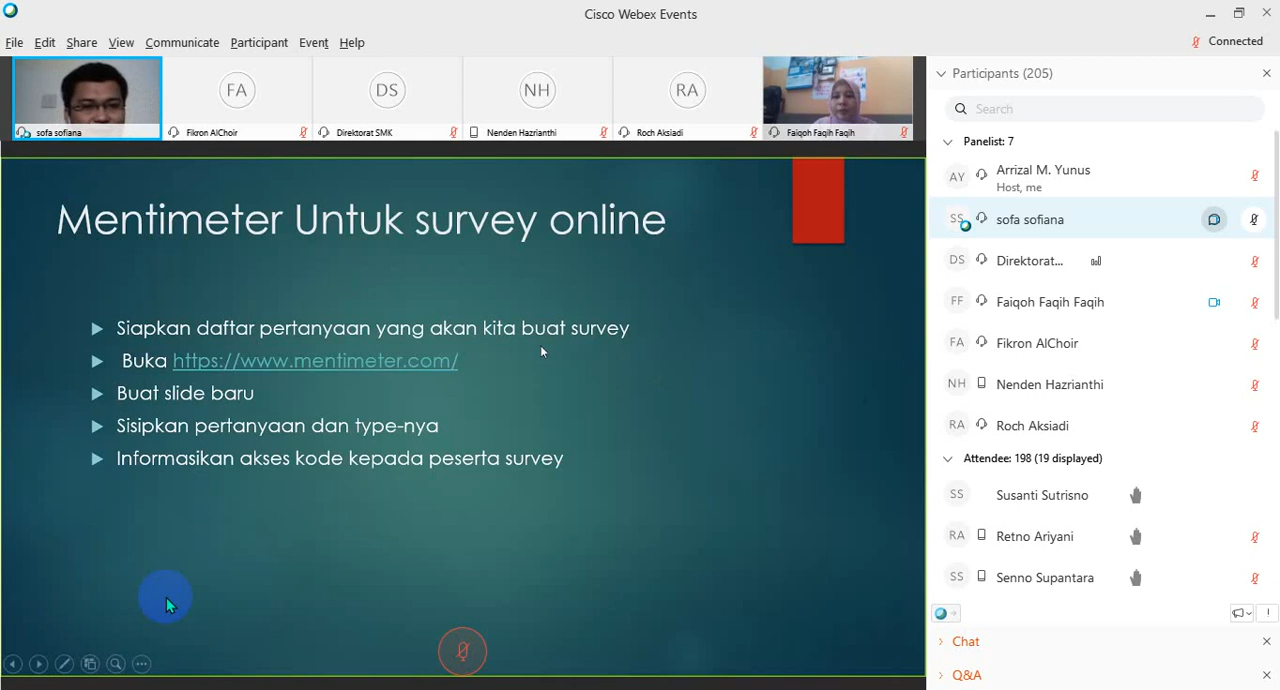 Cisco Webex Events
File Edit Share View Communicate Participant Event Help
Connected
sofa sofiana
FA
Fikron AlChoir
DS
Direktorat SMK
NH
Nenden Hazrianthi
RA
Roch Aksiadi
Faiqoh Faqih Faqih
Mentimeter Untuk survey online
Siapkan daftar pertanyaan yang akan kita buat survey
Buka https://www.mentimeter.com/
Buat slide baru
Sisipkan pertanyaan dan type-nya
Informasikan akses kode kepada peserta survey
Participants (205)
Search
Panelist: 7
AY Arrizal M. Yunus
Host, me
SS sofa sofiana
DS Direktorat...
FF Faiqoh Faqih Faqih
FA Fikron AlChoir
NH Nenden Hazrianthi
RA Roch Aksiadi
Attendee: 198 (19 displayed)
SS Susanti Sutrisno
RA Retno Ariyani
SS Senno Supantara
Chat
Q&A